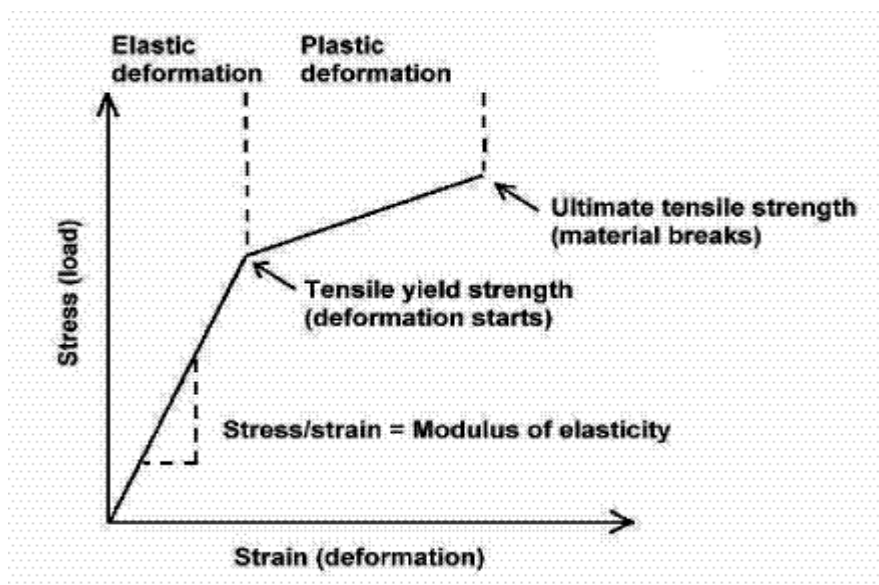 Elastic
deformation
Plastic
deformation
Ultimate tensile strength
(material breaks)
Tensile yield strength
(deformation starts)
Stress (load)
Stress/strain = Modulus of elasticity
Strain (deformation)